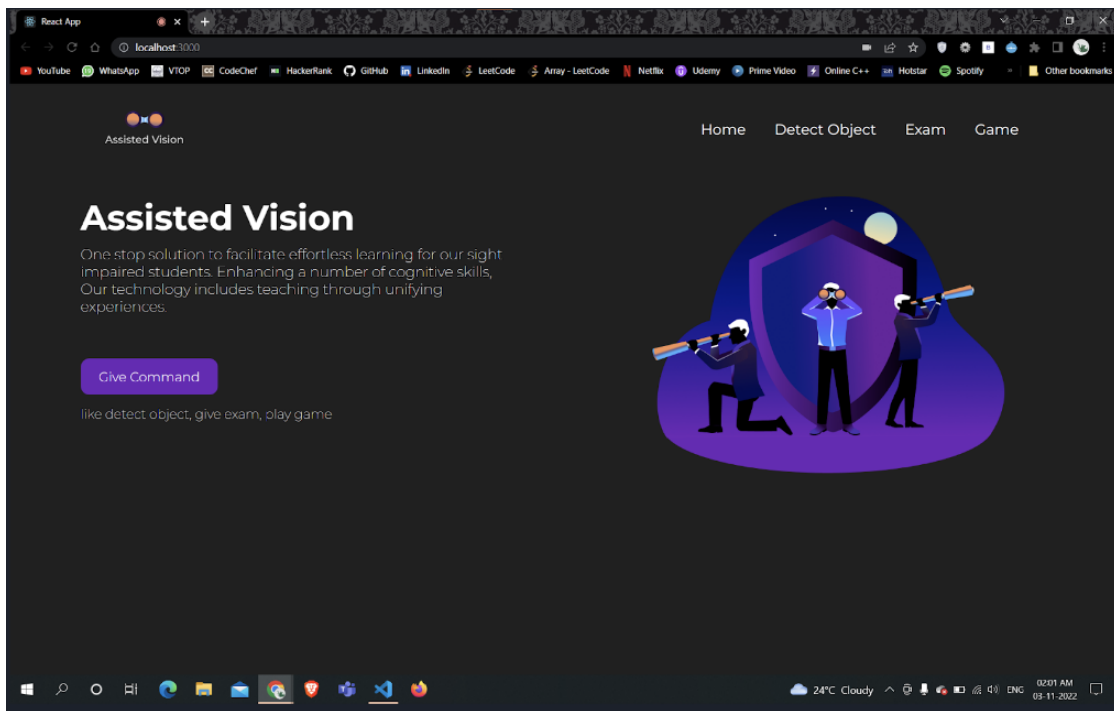 React App
localhost:3000
YouTube WhatsApp VTOP CodeChef HackerRank GitHub LinkedIn LeetCode Array - LeetCode Netflix Udemy Prime Video Online C++ Hotstar Spotify Other bookmarks
Assisted Vision
Home Detect Object Exam Game
Assisted Vision
One stop solution to facilitate effortless learning for our sight
impaired students. Enhancing a number of cognitive skills,
Our technology includes teaching through unifying
experiences.
Give Command
like detect object, give exam, play game
24°C Cloudy ENG 02:01 AM
03-11-2022